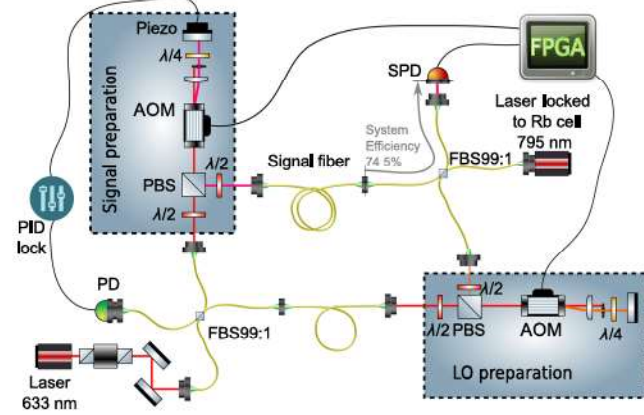 Piezo
λ/4
AOM
Signal preparation
λ/2
PBS
λ/2
PID
lock
Signal fiber
System
Efficiency
74 5%
SPD
FPGA
Laser locked
to Rb cell
795 nm
FBS99:1
PD
FBS99:1
Laser
633 nm
λ/2
λ/2
PBS
AOM
λ/4
LO preparation